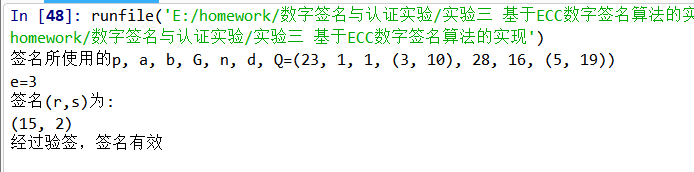 In [48]: runfile('E:/homework/数字签名与认证实验/实验三 基于ECC数字签名算法的实
homework/数字签名与认证实验/实验三 基于ECC数字签名算法的实现')
签名所使用的p, a, b, G, n, d, Q=(23, 1, 1, (3, 10), 28, 16, (5, 19))
e=3
签名(r,s)为:
(15, 2)
经过验签，签名有效